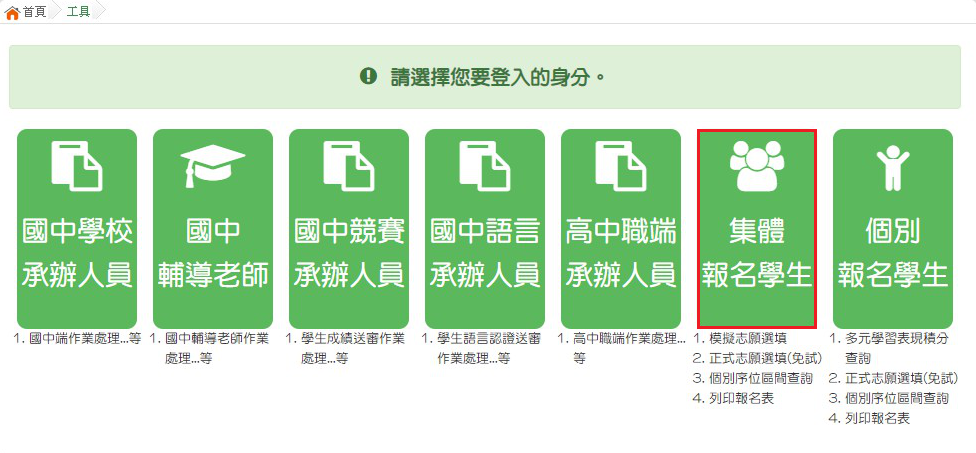 首頁 工具
請選擇您要登入的身分。
國中學校
承辦人員
1. 國中端作業處理...等
國中
輔導老師
1. 國中輔導老師作業
處理...等
國中競賽
承辦人員
1. 學生成績送審作業
處理...等
國中語言
承辦人員
1. 學生語言認證送審
作業處理...等
高中職端
承辦人員
1. 高中職端作業處理...
等
集體
報名學生
1. 模擬志願選填
2. 正式志願選填(免試)
3. 個別序位區間查詢
4. 列印報名表
個別
報名學生
1. 多元學習表現積分
查詢
2. 正式志願選填(免試)
3. 個別序位區間查詢
4. 列印報名表